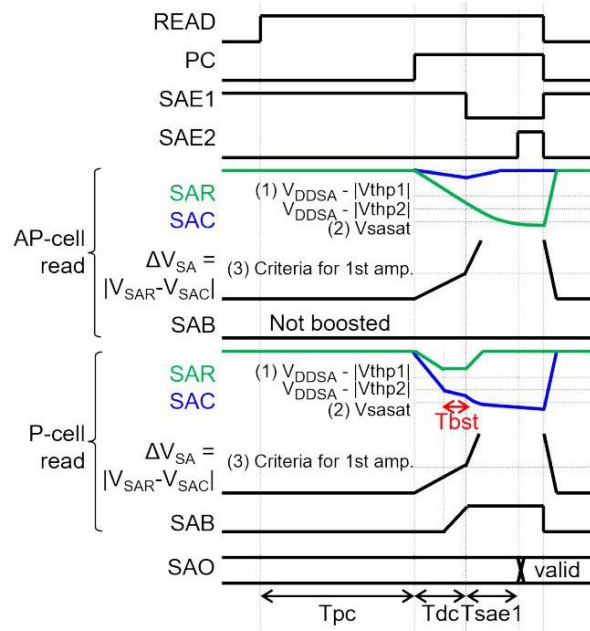 READ
PC
SAE1
SAE2
AP-cell
read
SAR
SAC
(1) VDDSA - |Vthp1|
VDDSA - |Vthp2|
(2) Vsasat
ΔVSA =
|VSAR-VSAC|
(3) Criteria for 1st amp.
SAB
Not boosted
P-cell
read
SAR
SAC
(1) VDDSA - |Vthp1|
VDDSA - |Vthp2|
(2) Vsasat
Tbst
ΔVSA =
|VSAR-VSAC|
(3) Criteria for 1st amp.
SAB
SAO
valid
Tpc
Tdc
Tsae1